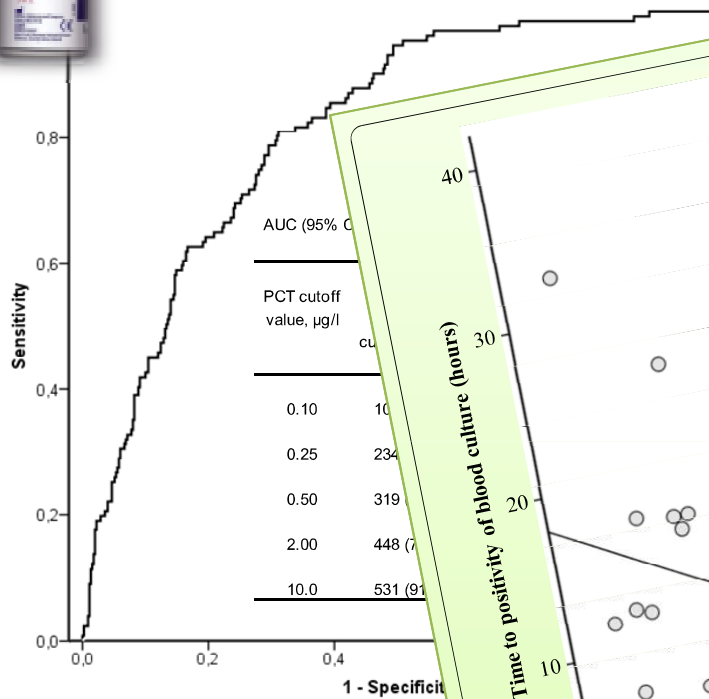 0,8
0,6
0,4
0,2
0,0
0,0
0,2
0,4
Sensitivity
1 - Specificit
AUC (95% C
PCT cutoff
value, µg/l
cu
0.10 10
0.25 234
0.50 319
2.00 448 (7
10.0 531 (91
40
30
20
10
Time to positivity of blood culture (hours)